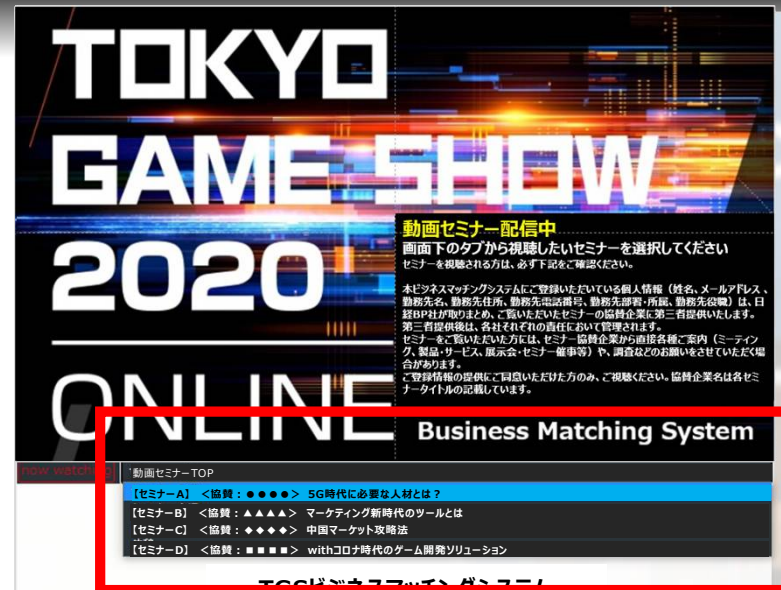 TOKYO
GAME SHOW
2020
ONLINE
動画セミナー配信中
画面下のタブから視聴したいセミナーを選択してください
セミナーを視聴される方は、必ず下記をご確認ください。
本ビジネスマッチングシステムにご登録いただいている個人情報（姓名、メールアドレス、
勤務先名、勤務先住所、勤務先電話番号、勤務先部署・所属、勤務先役職）は、日
経BP社が取りまとめ、ご覧いただいたセミナーの協賛企業に第三者提供いたします。
第三者提供後は、各社それぞれの責任において管理されます。
セミナーをご覧いただいた方には、セミナー協賛企業から直接各種ご案内（ミーティン
グ、製品・サービス、展示会・セミナー催事等）や、調査などのお願いをさせていただく場
合があります。
ご登録情報の提供にご同意いただけた方のみ、ご視聴ください。協賛企業名は各セミ
ナータイトルの記載しています。
Business Matching System
now watching
動画セミナーTOP
【セミナーA】 ＜協賛：●●●●＞ 5G時代に必要な人材とは？
【セミナーB】 ＜協賛：▲▲▲▲＞ マーケティング新時代のツールとは
【セミナーC】 ＜協賛：◆◆◆◆＞ 中国マーケット攻略法
【セミナーD】 ＜協賛：■■■■＞ withコロナ時代のゲーム開発ソリューション
TGSビジネスマッチングシステム